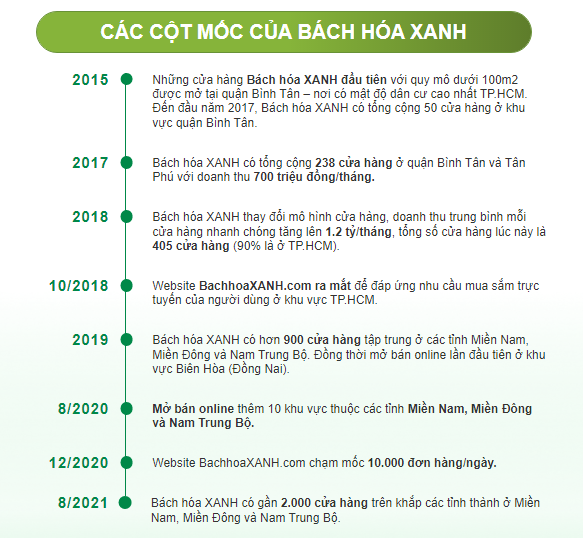 CÁC CỘT MỐC CỦA BÁCH HÓA XANH
2015
Những cửa hàng Bách hóa XANH đầu tiên với quy mô dưới 100m2
được mở tại quận Bình Tân – nơi có mật độ dân cư cao nhất TP.HCM.
Đến đầu năm 2017, Bách hóa XANH có tổng cộng 50 cửa hàng ở khu
vực quận Bình Tân.
2017
Bách hóa XANH có tổng cộng 238 cửa hàng ở quận Bình Tân và Tân
Phú với doanh thu 700 triệu đồng/tháng.
2018
Bách hóa XANH thay đổi mô hình cửa hàng, doanh thu trung bình mỗi
cửa hàng nhanh chóng tăng lên 1.2 tỷ/tháng, tổng số cửa hàng lúc này là
405 cửa hàng (90% là ở TP.HCM).
10/2018
Website BachhoaXANH.com ra mắt để đáp ứng nhu cầu mua sắm trực
tuyến của người dùng ở khu vực TP.HCM.
2019
Bách hóa XANH có hơn 900 cửa hàng tập trung ở các tỉnh Miền Nam,
Miền Đông và Nam Trung Bộ. Đồng thời mở bán online lần đầu tiên ở khu
vực Biên Hòa (Đồng Nai).
8/2020
Mở bán online thêm 10 khu vực thuộc các tỉnh Miền Nam, Miền Đông
và Nam Trung Bộ.
12/2020
Website BachhoaXANH.com chạm mốc 10.000 đơn hàng/ngày.
8/2021
Bách hóa XANH có gần 2.000 cửa hàng trên khắp các tỉnh thành ở Miền
Nam, Miền Đông và Nam Trung Bộ.